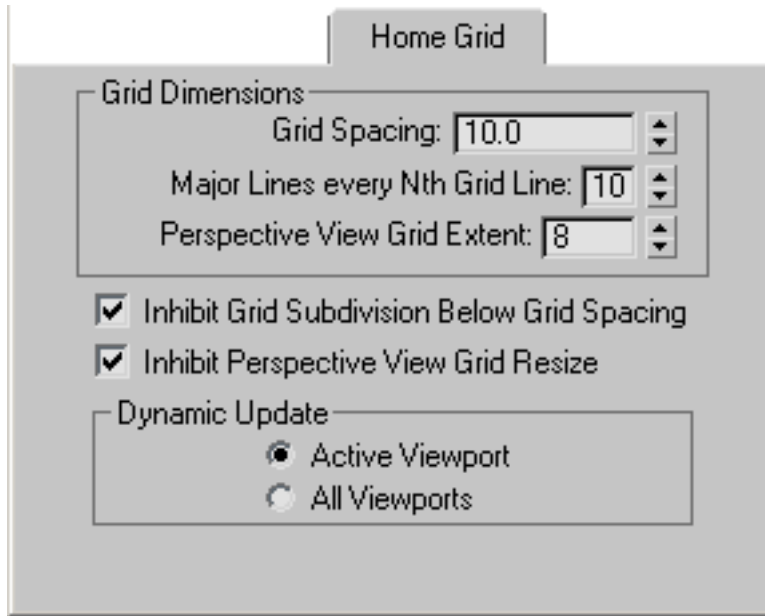 Home Grid
Grid Dimensions
Grid Spacing: 10.0
Major Lines every Nth Grid Line: 10
Perspective View Grid Extent: 8
Inhibit Grid Subdivision Below Grid Spacing
Inhibit Perspective View Grid Resize
Dynamic Update
Active Viewport
All Viewports